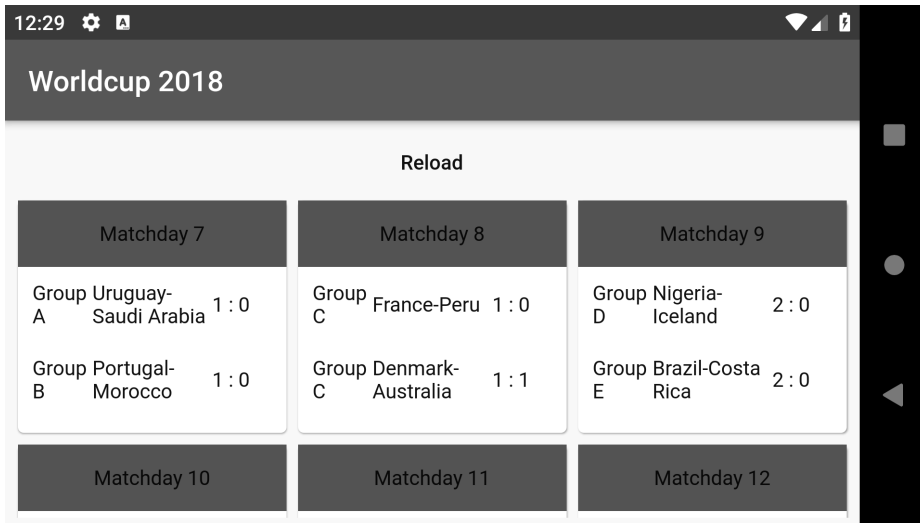 12:29
Worldcup 2018
Reload
Matchday 7
Group Uruguay-
A Saudi Arabia 1 : 0
Group Portugal-
B Morocco 1 : 0
Matchday 8
Group
C France-Peru 1 : 0
Group Denmark-
C Australia 1 : 1
Matchday 9
Group Nigeria-
D Iceland 2 : 0
Group Brazil-Costa
E Rica 2 : 0
Matchday 10
Matchday 11
Matchday 12